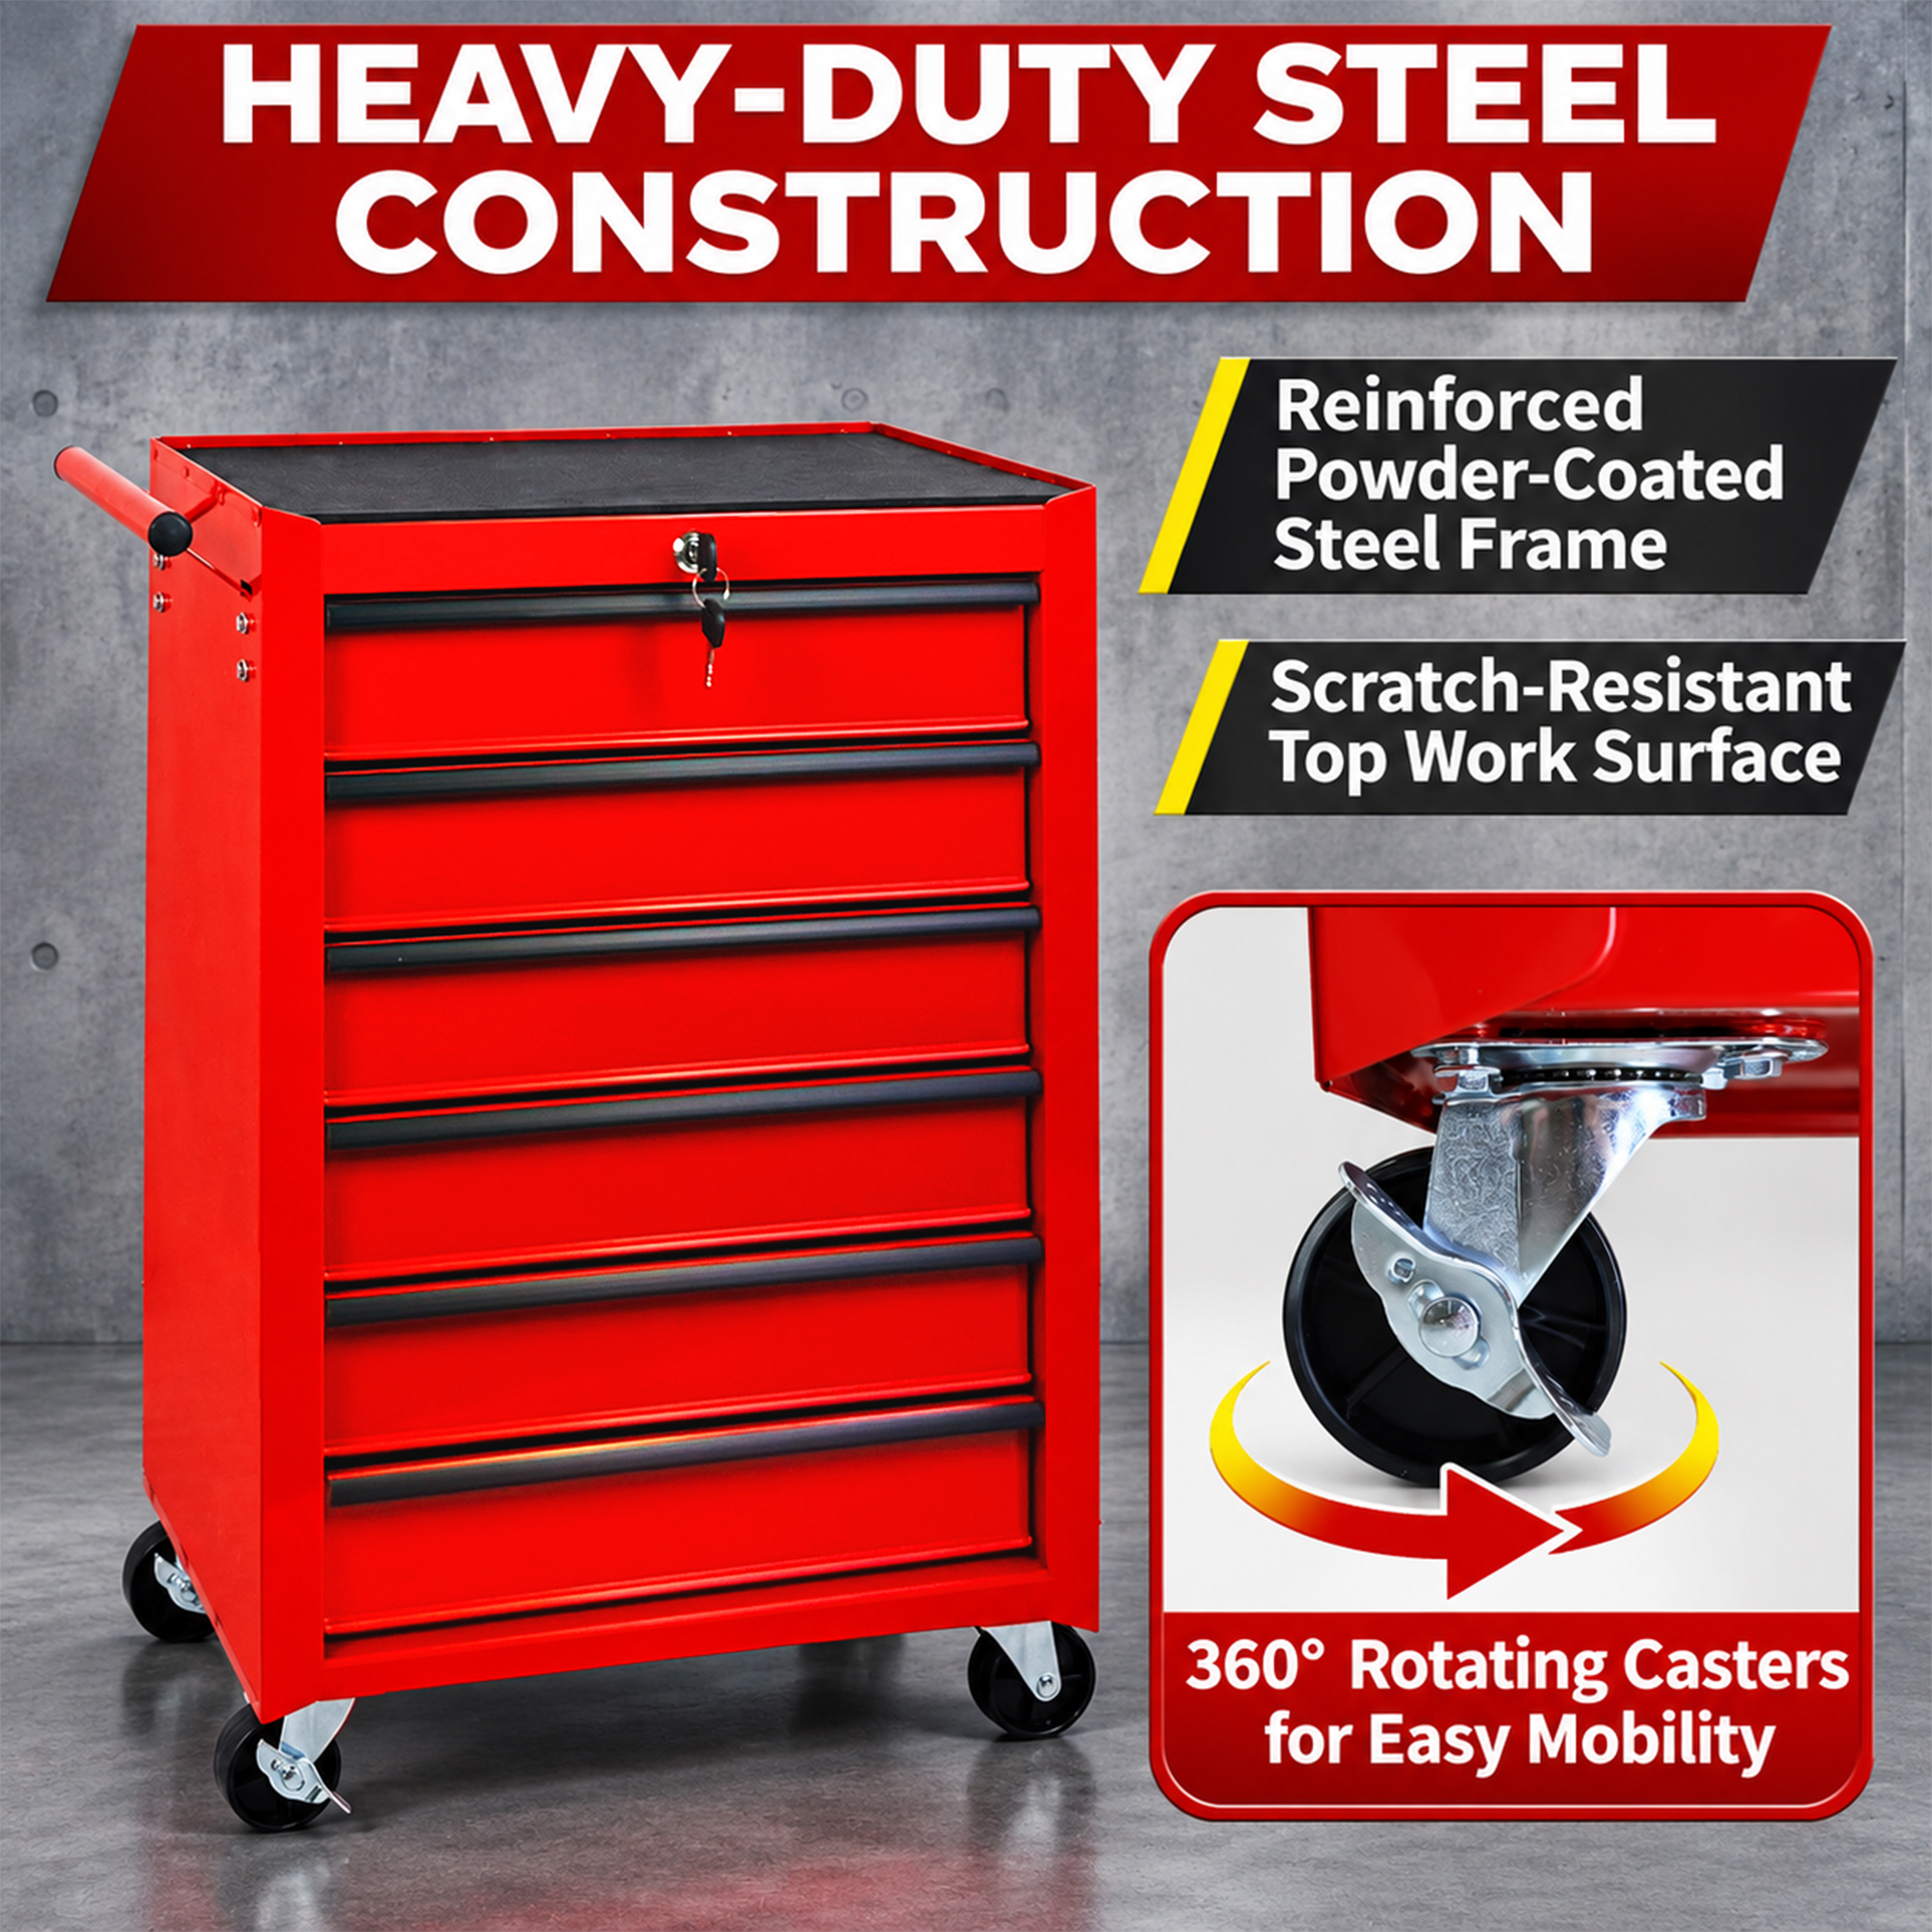 HEAVY-DUTY STEEL
CONSTRUCTION
Reinforced
Powder-Coated
Steel Frame
Scratch-Resistant
Top Work Surface
360° Rotating Casters
for Easy Mobility